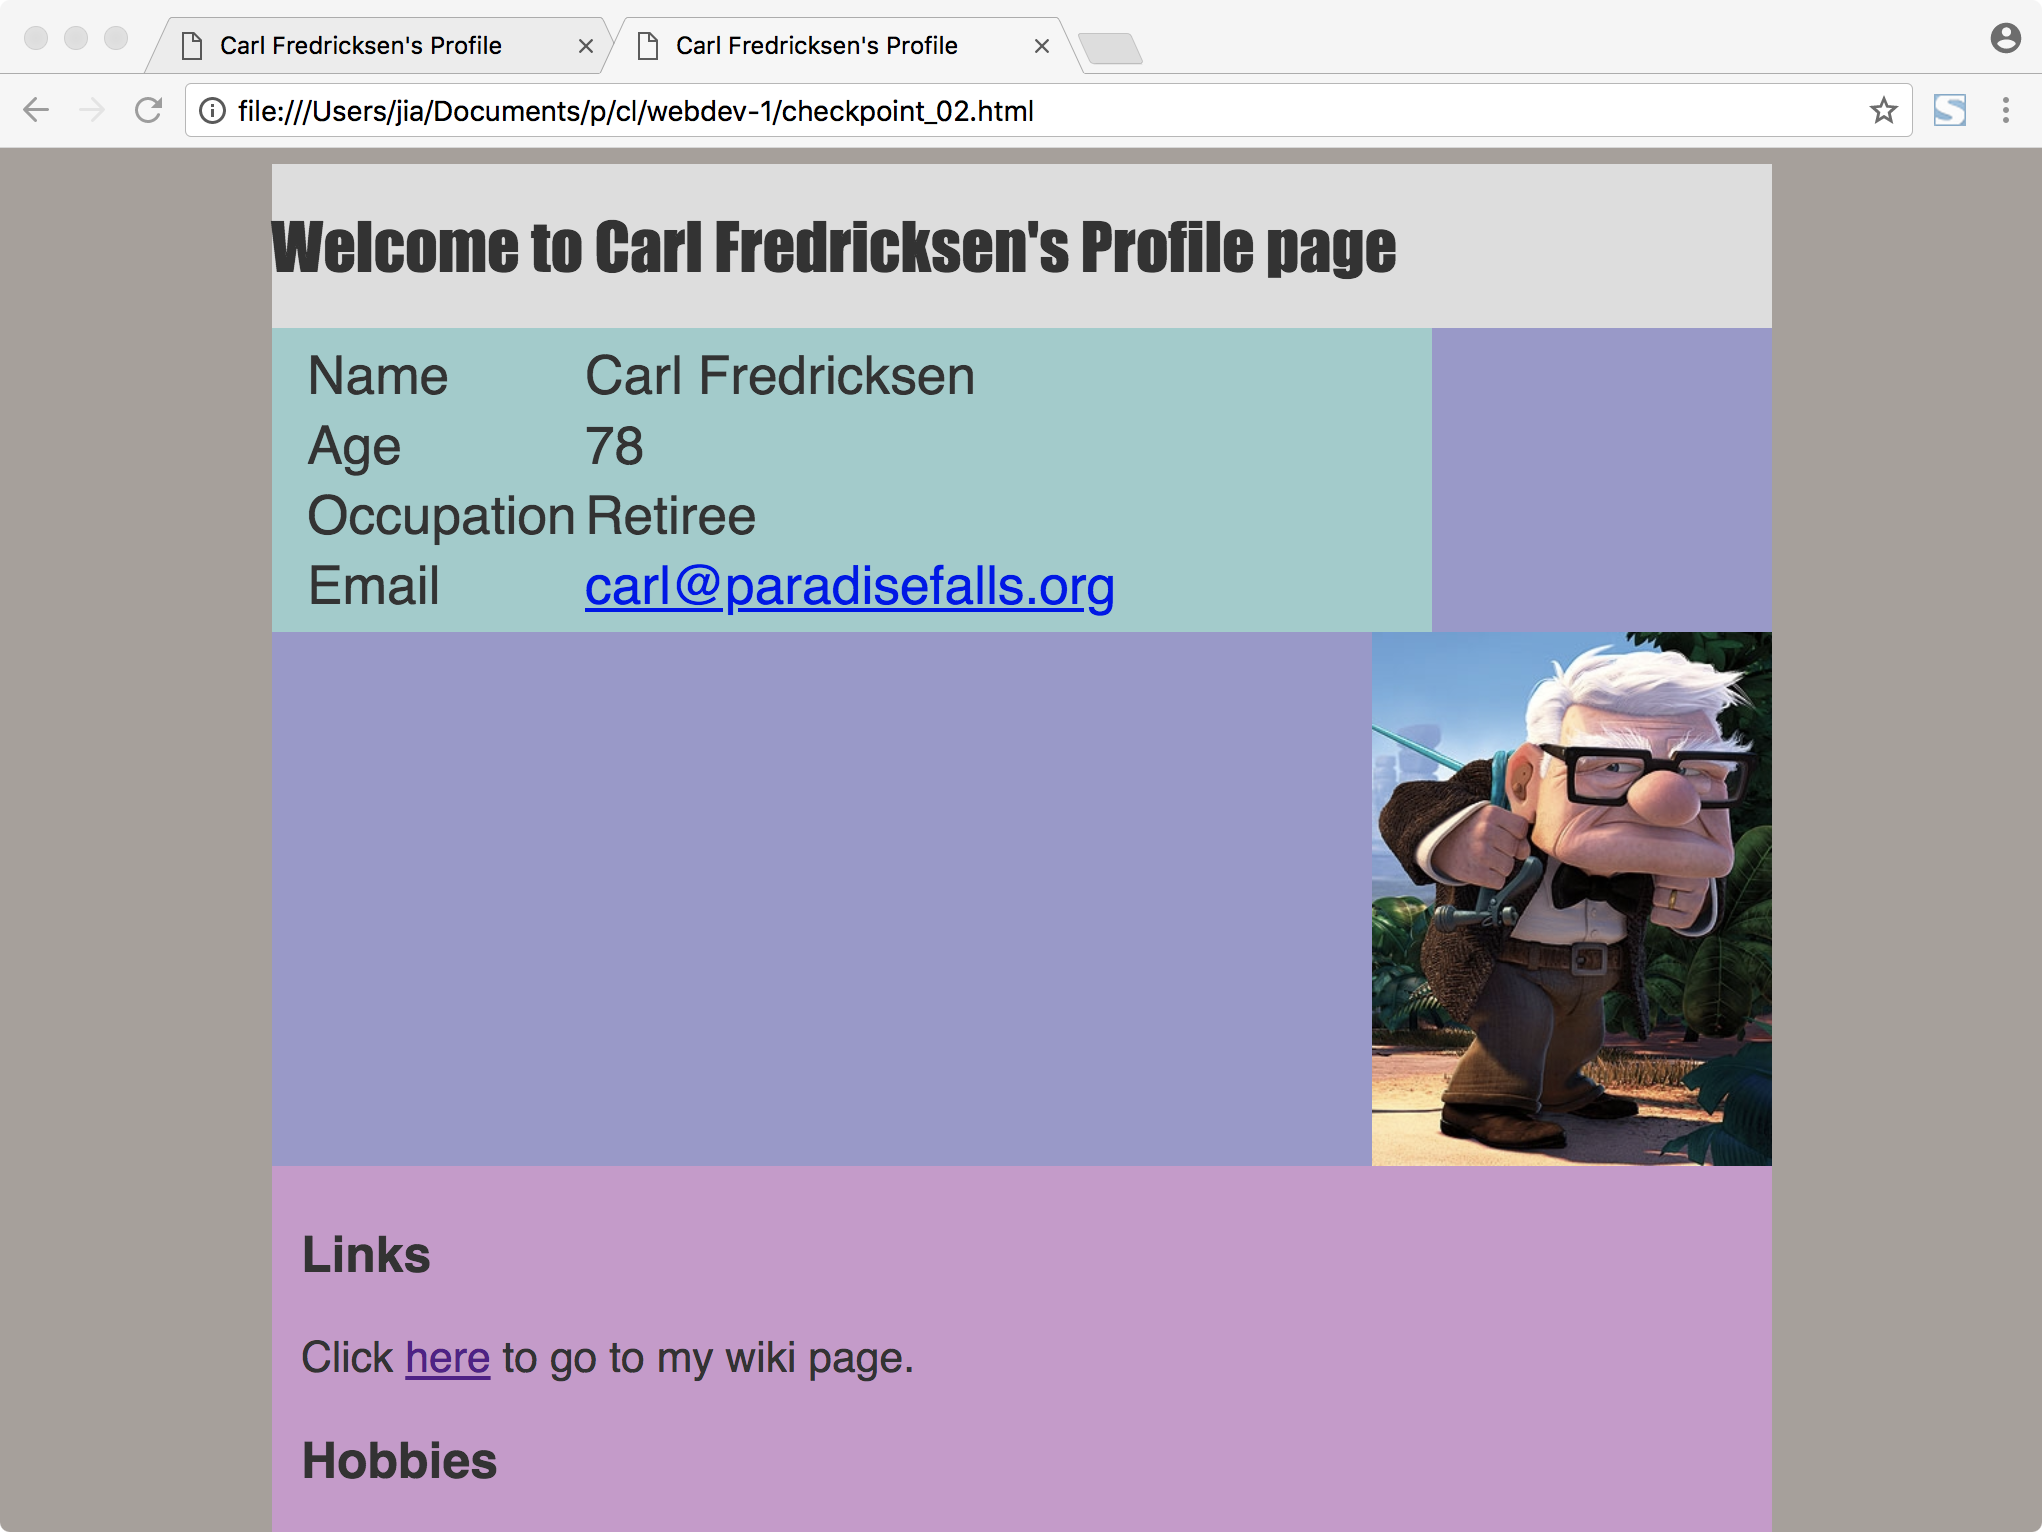 Carl Fredricksen's Profile
Carl Fredricksen's Profile
file:///Users/jia/Documents/p/cl/webdev-1/checkpoint_02.html
Welcome to Carl Fredricksen's Profile page
Name Carl Fredricksen
Age 78
Occupation Retiree
Email carl@paradisefalls.org
Links
Click here to go to my wiki page.
Hobbies